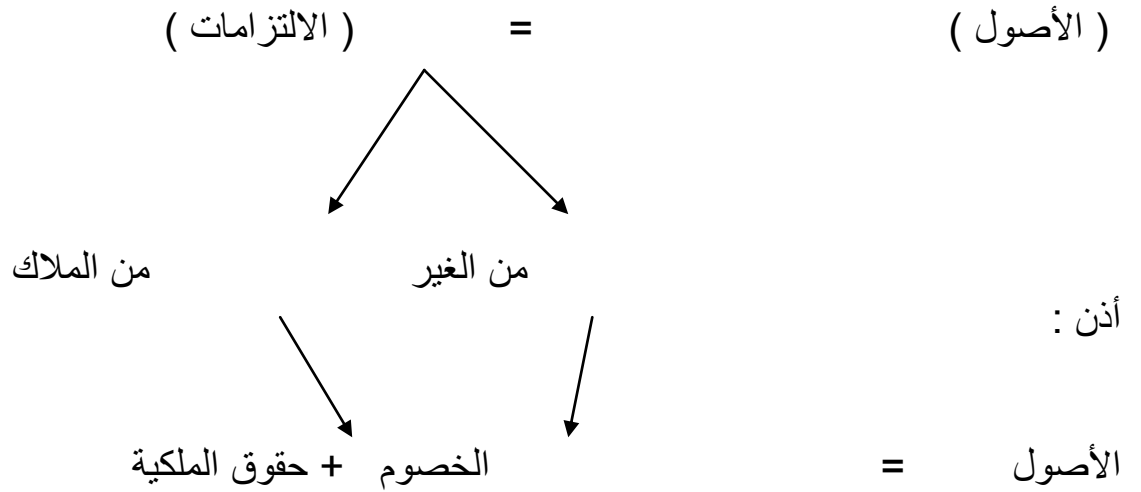 ( الأصول ) = ( الالتزامات )
من الغير من الملاك
أذن :
الأصول = الخصوم + حقوق الملكية